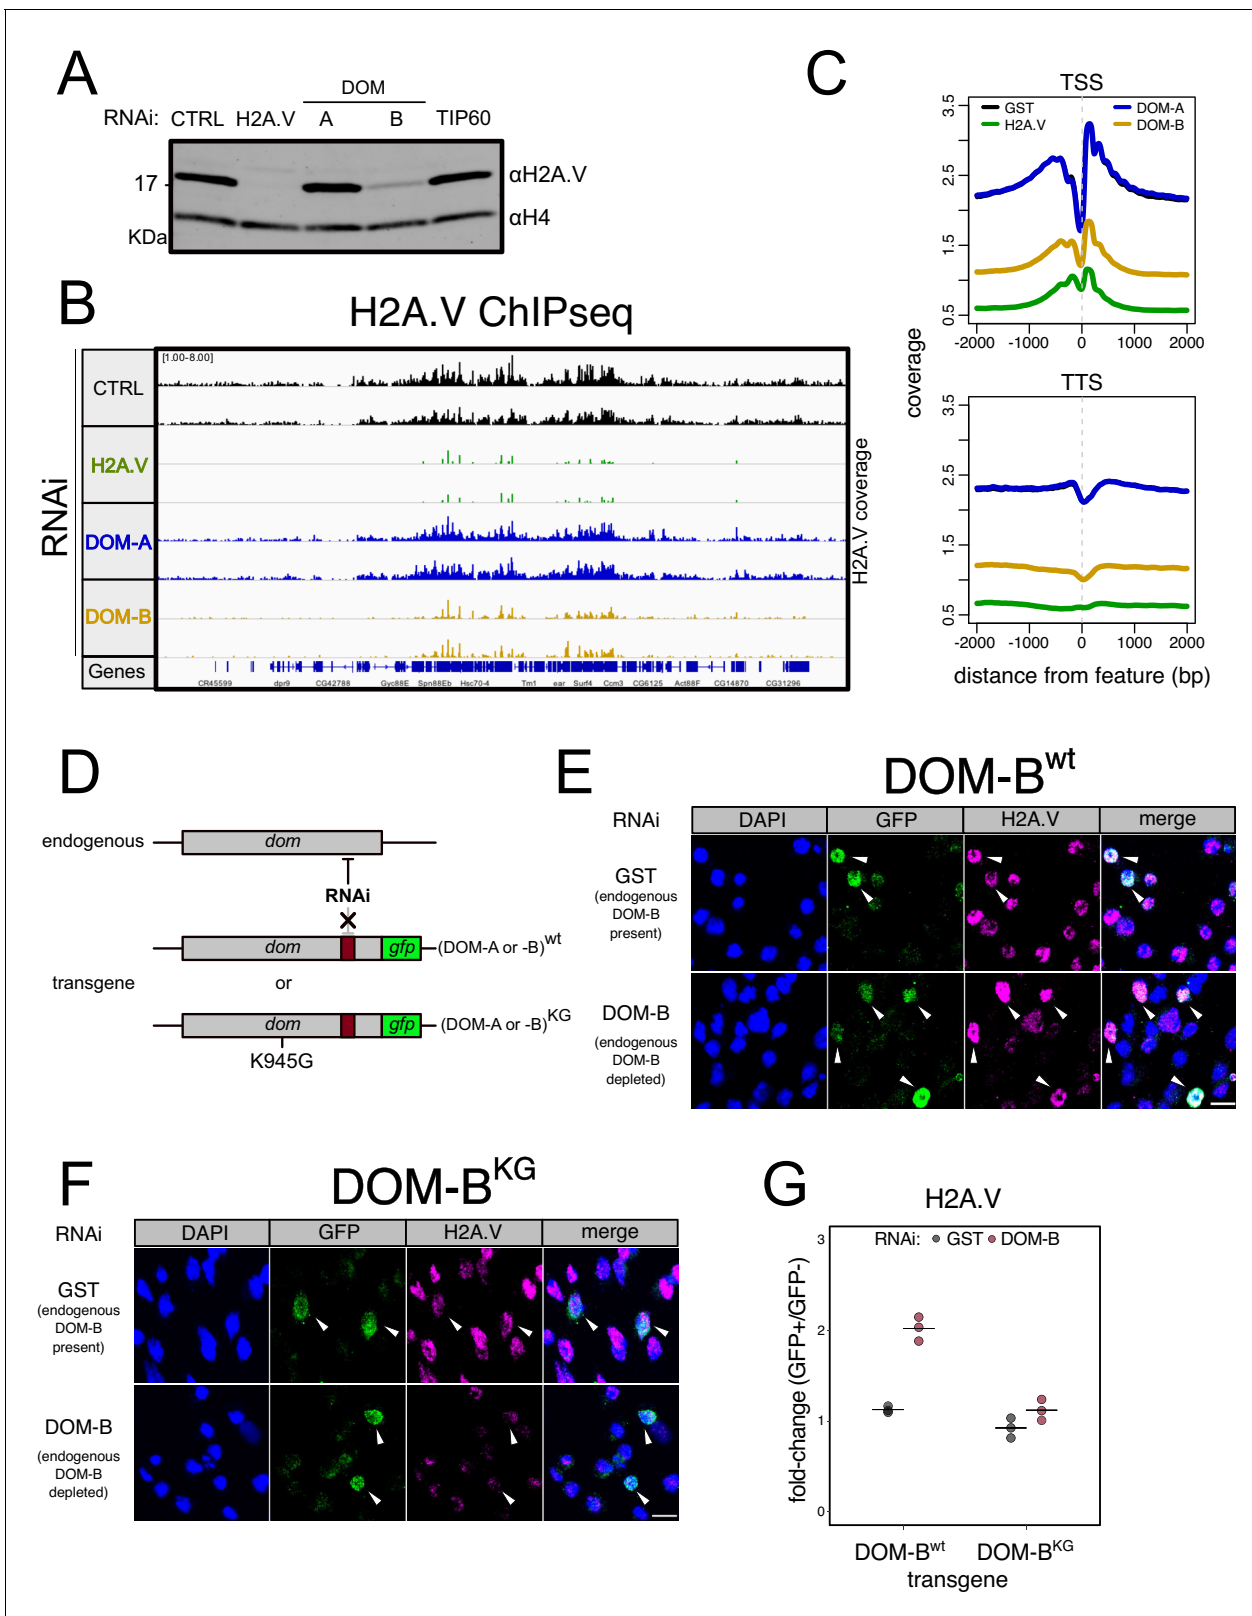 A
DOM
RNAi: CTRL H2A.V A B TIP60
17
αH2A.V
αH4
KDa
B
H2A.V ChIPseq
RNAi
[1.00-8.00]
CTRL
H2A.V
DOM-A
DOM-B
Genes
CR45599 dpr9 CG42788 Gyc88E Spn88Eb Hsc70-4 Tm1 ear Surf4 Ccm3 CG6125 Act88F CG14870 CG31296
C
coverage
H2A.V coverage
TSS
GST DOM-A
H2A.V DOM-B
3.5
2.5
1.5
0.5
-2000 -1000 0 1000 2000
TTS
3.5
2.5
1.5
0.5
-2000 -1000 0 1000 2000
distance from feature (bp)
D
endogenous dom
RNAi
dom gfp (DOM-A or -B)wt
transgene or
dom gfp (DOM-A or -B)KG
K945G
E
DOM-Bwt
RNAi DAPI GFP H2A.V merge
GST
(endogenous
DOM-B
present)
DOM-B
(endogenous
DOM-B
depleted)
F
DOM-BKG
RNAi DAPI GFP H2A.V merge
GST
(endogenous
DOM-B
present)
DOM-B
(endogenous
DOM-B
depleted)
G
H2A.V
RNAi: GST DOM-B
fold-change (GFP+/GFP-)
3
2
1
0
DOM-Bwt DOM-BKG
transgene